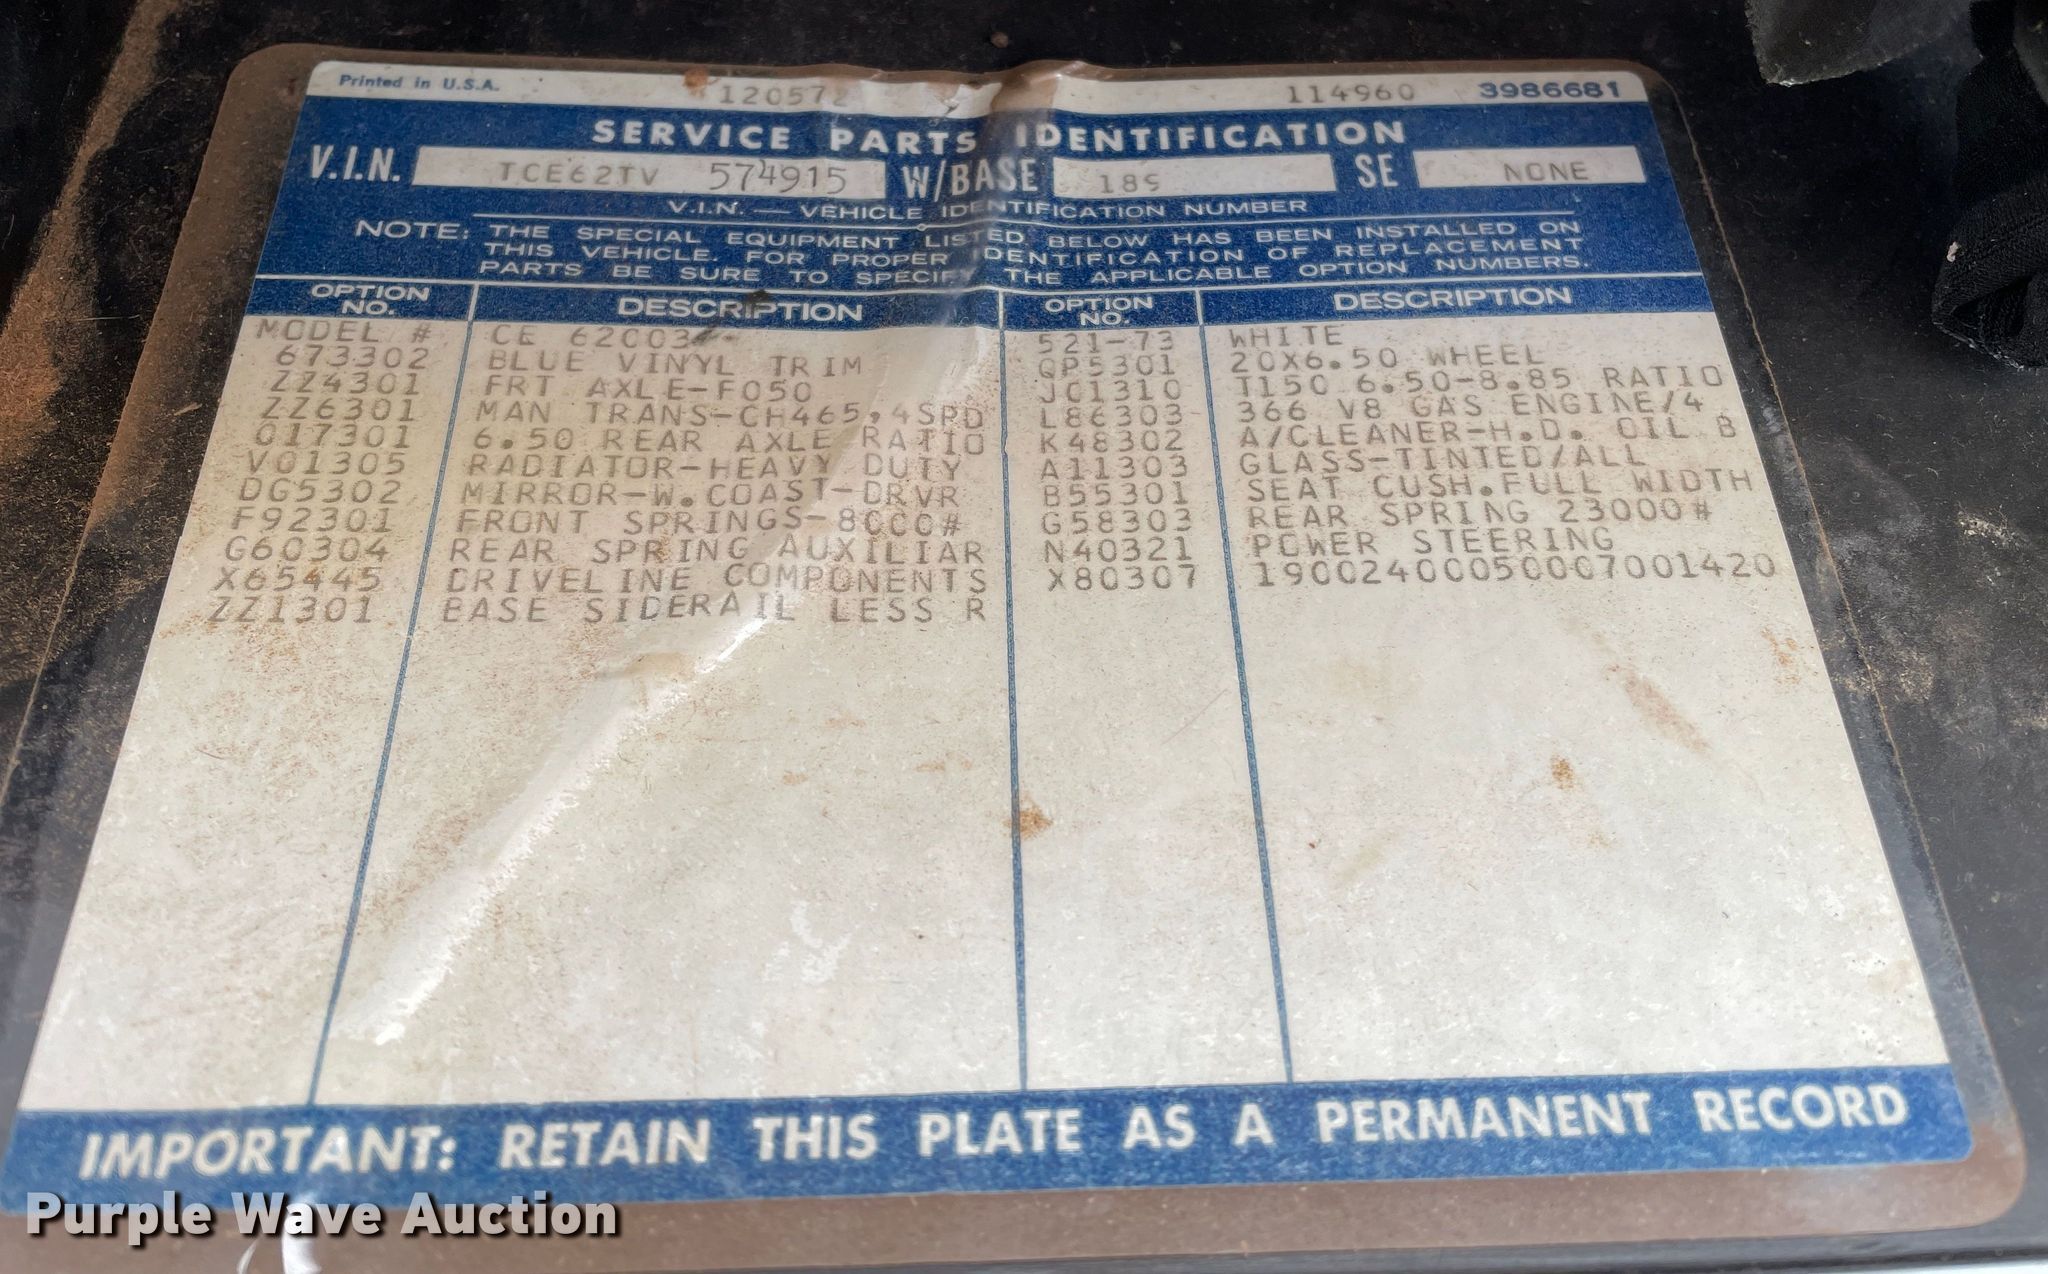 Printed in U.S.A. 120572 114960 3986681
SERVICE PARTS IDENTIFICATION
V.I.N. TCE62TV 574915 W/BASE 189 SE NONE
V.I.N. — VEHICLE IDENTIFICATION NUMBER
NOTE: THE SPECIAL EQUIPMENT LISTED BELOW HAS BEEN INSTALLED ON
THIS VEHICLE. FOR PROPER IDENTIFICATION OF REPLACEMENT
PARTS BE SURE TO SPECIFY THE APPLICABLE OPTION NUMBERS.
OPTION NO. DESCRIPTION OPTION NO. DESCRIPTION
MODEL # CE 62003 521-73 WHITE
673302 BLUE VINYL TRIM QP5301 20X6.50 WHEEL
ZZ4301 FRT AXLE-F050 JC1310 T150 6.50-8.85 RATIO
ZZ6301 MAN TRANS-CH465,4SPD L86303 366 V8 GAS ENGINE/4
017301 6.50 REAR AXLE RATIO K48302 A/CLEANER-H.D. OIL B
V01305 RADIATOR-HEAVY DUTY A11303 GLASS-TINTED/ALL
DG5302 MIRROR-W.COAST-DRVR B55301 SEAT CUSH.FULL WIDTH
F92301 FRONT SPRINGS-8000# G58303 REAR SPRING 23000#
G60304 REAR SPRING AUXILIAR N40321 POWER STEERING
X65445 DRIVELINE COMPONENTS X80307 19002400050007001420
ZZ1301 BASE SIDERAIL LESS R
IMPORTANT: RETAIN THIS PLATE AS A PERMANENT RECORD
Purple Wave Auction